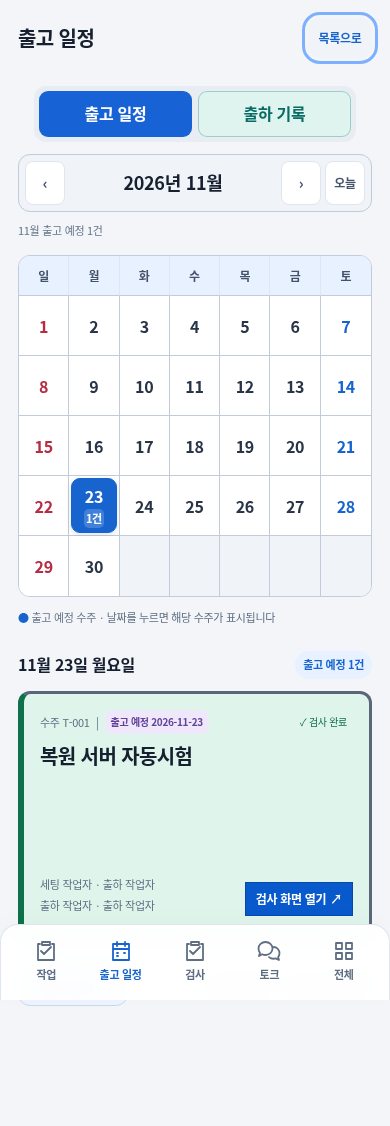 출고 일정
목록으로
출고 일정
출하 기록
‹
2026년 11월
›
오늘
11월 출고 예정 1건
일 월 화 수 목 금 토
1 2 3 4 5 6 7
8 9 10 11 12 13 14
15 16 17 18 19 20 21
22 23 24 25 26 27 28
1건
29 30
출고 예정 수주 · 날짜를 누르면 해당 수주가 표시됩니다
11월 23일 월요일
출고 예정 1건
수주 T-001 | 출고 예정 2026-11-23
✓ 검사 완료
복원 서버 자동시험
세팅 작업자 · 출하 작업자
출하 작업자 · 출하 작업자
검사 화면 열기 ↗
작업
출고 일정
검사
토크
전체